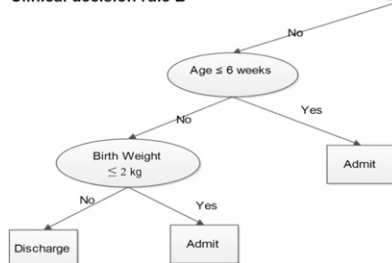 Clinical decision rule B
No
Age ≤ 6 weeks
No
Yes
Birth Weight
≤ 2 kg
Admit
No
Yes
Discharge
Admit